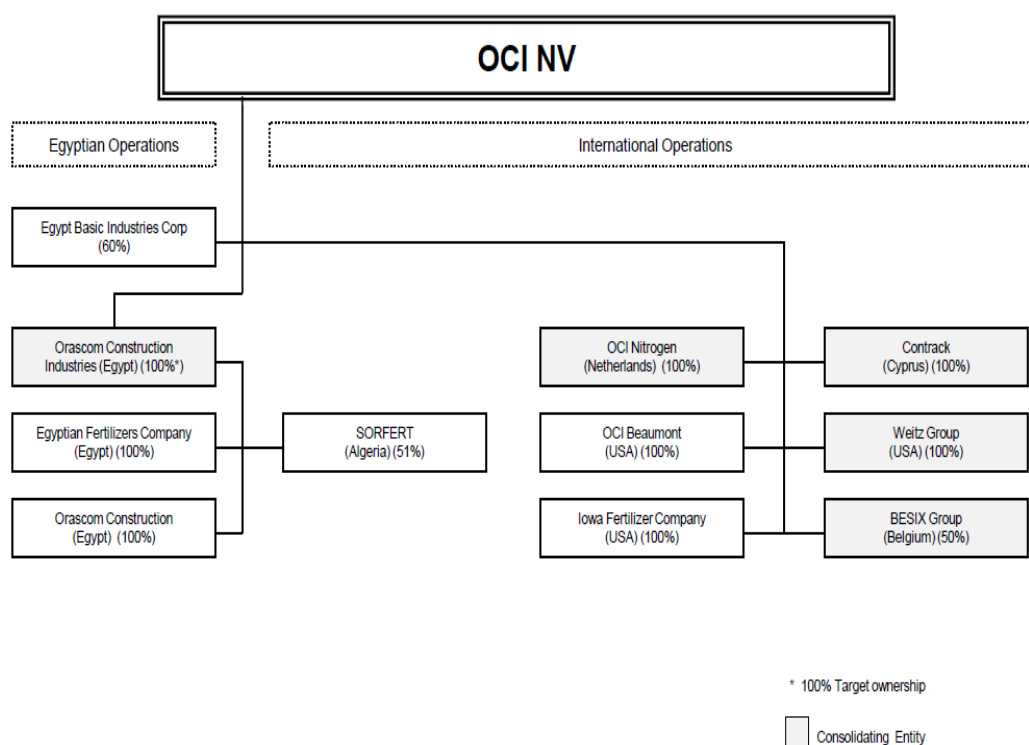 OCI NV
Egyptian Operations
International Operations
Egypt Basic Industries Corp
(60%)
Orascom Construction
Industries (Egypt) (100%*)
OCI Nitrogen
(Netherlands) (100%)
Contrack
(Cyprus) (100%)
Egyptian Fertilizers Company
(Egypt) (100%)
SORFERT
(Algeria) (51%)
OCI Beaumont
(USA) (100%)
Weitz Group
(USA) (100%)
Orascom Construction
(Egypt) (100%)
Iowa Fertilizer Company
(USA) (100%)
BESIX Group
(Belgium) (50%)
* 100% Target ownership
Consolidating Entity